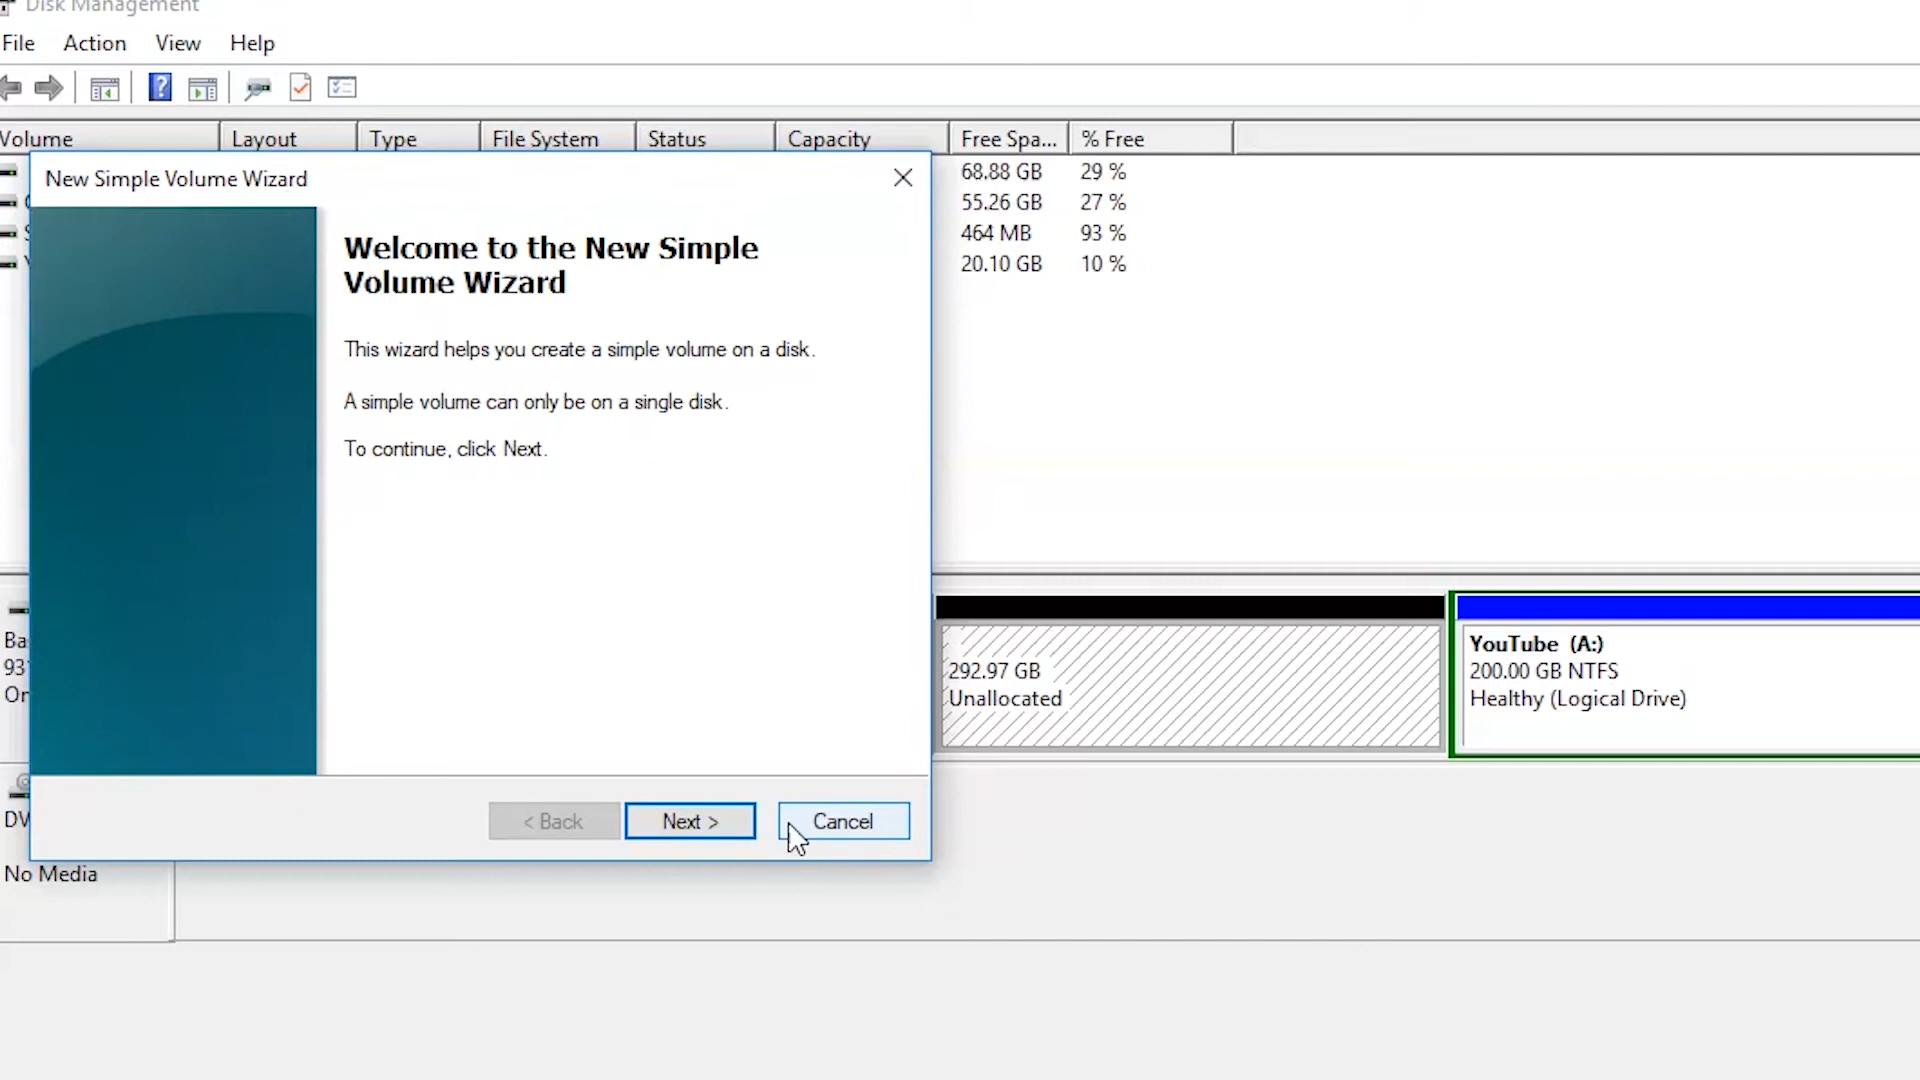 Disk Management
File Action View Help
Volume Layout Type File System Status Capacity Free Spa... % Free
68.88 GB 29 %
55.26 GB 27 %
464 MB 93 %
20.10 GB 10 %
New Simple Volume Wizard
Welcome to the New Simple
Volume Wizard
This wizard helps you create a simple volume on a disk.
A simple volume can only be on a single disk.
To continue, click Next.
< Back Next > Cancel
Ba
93
On
292.97 GB
Unallocated
YouTube (A:)
200.00 GB NTFS
Healthy (Logical Drive)
DV
No Media